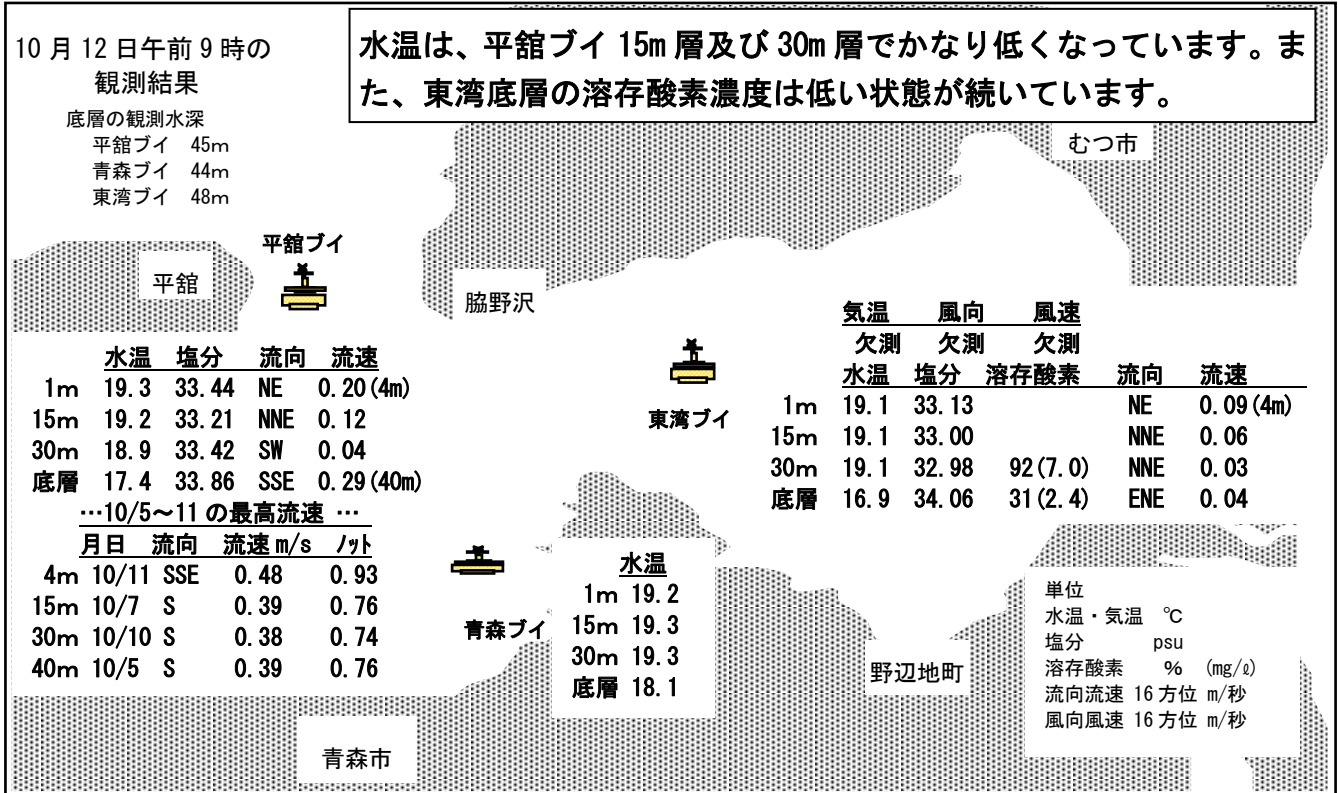 10月12日午前9時の
観測結果
底層の観測水深
平舘ブイ 45m
青森ブイ 44m
東湾ブイ 48m
水温は、平舘ブイ15m層及び30m層でかなり低くなっています。ま
た、東湾底層の溶存酸素濃度は低い状態が続いています。
むつ市
平舘ブイ
平舘
脇野沢
水温 塩分 流向 流速
1m 19.3 33.44 NE 0.20(4m)
15m 19.2 33.21 NNE 0.12
30m 18.9 33.42 SW 0.04
底層 17.4 33.86 SSE 0.29(40m)
…10/5~11の最高流速 …
月日 流向 流速m/s ノット
4m 10/11 SSE 0.48 0.93
15m 10/7 S 0.39 0.76
30m 10/10 S 0.38 0.74
40m 10/5 S 0.39 0.76
東湾ブイ
気温 風向 風速
欠測 欠測 欠測
水温 塩分 溶存酸素 流向 流速
1m 19.1 33.13 NE 0.09(4m)
15m 19.1 33.00 NNE 0.06
30m 19.1 32.98 92(7.0) NNE 0.03
底層 16.9 34.06 31(2.4) ENE 0.04
青森ブイ
水温
1m 19.2
15m 19.3
30m 19.3
底層 18.1
野辺地町
青森市
単位
水温・気温 ℃
塩分 psu
溶存酸素 % (mg/ℓ)
流向流速 16方位 m/秒
風向風速 16方位 m/秒